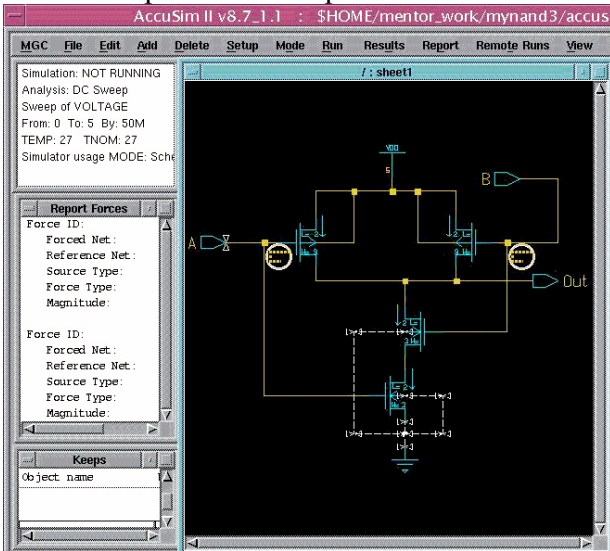 AccuSim II v8.7_1.1 : $HOME/mentor_work/mynand3/accus
MGC File Edit Add Delete Setup Mode Run Results Report Remote Runs View
Simulation: NOT RUNNING
Analysis: DC Sweep
Sweep of VOLTAGE
From: 0 To: 5 By: 50M
TEMP: 27 TNOM: 27
Simulator usage MODE: Sche
Report Forces
Force ID:
Forced Net:
Reference Net:
Source Type:
Force Type:
Magnitude:
Force ID:
Forced Net:
Reference Net:
Source Type:
Force Type:
Magnitude:
Keeps
Object name
/ : sheet1
VDD
5
B
A
Out